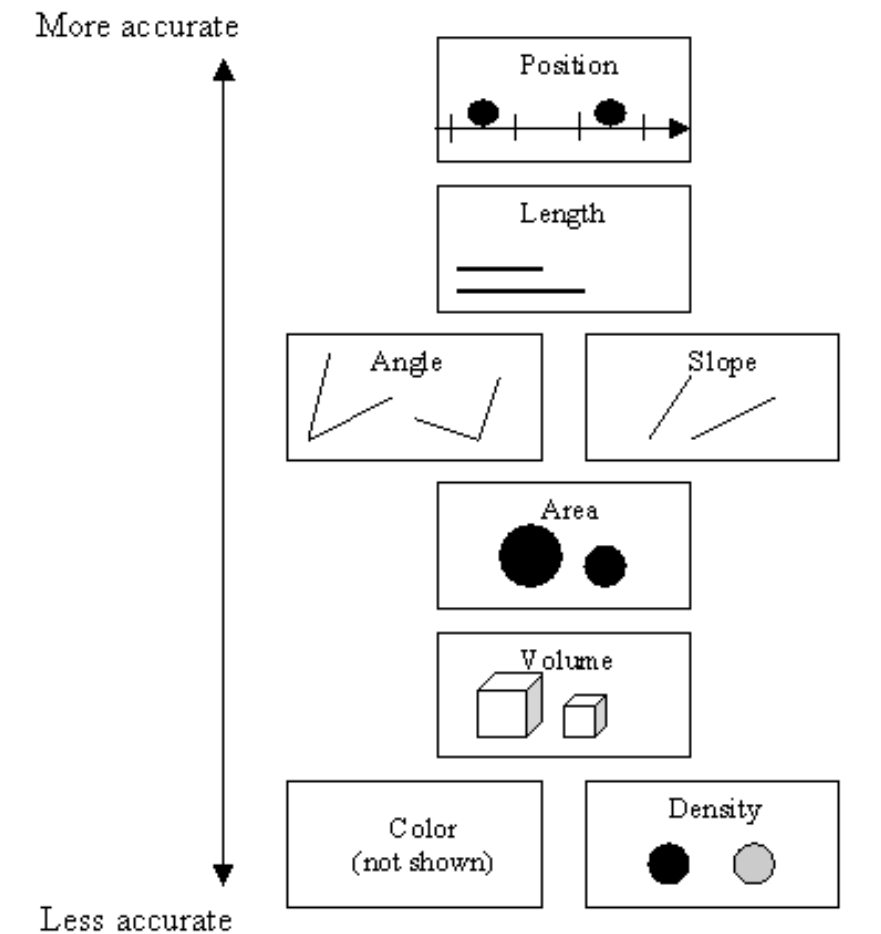 More accurate
Position
Length
Angle
Slope
Area
Volume
Color
(not shown)
Density
Less accurate